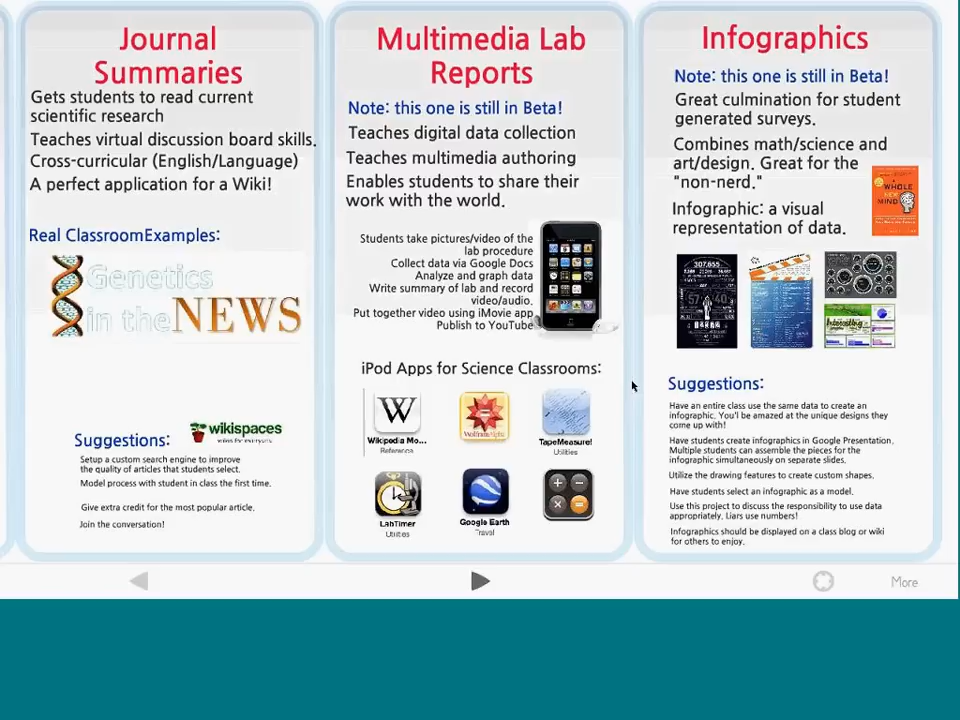 Journal
Summaries
Gets students to read current
scientific research
Teaches virtual discussion board skills.
Cross-curricular (English/Language)
A perfect application for a Wiki!
Real ClassroomExamples:
Genetics
in the NEWS
Suggestions:
wikispaces
Setup a custom search engine to improve
the quality of articles that students select.
Model process with student in class the first time.
Give extra credit for the most popular article.
Join the conversation!
Multimedia Lab
Reports
Note: this one is still in Beta!
Teaches digital data collection
Teaches multimedia authoring
Enables students to share their
work with the world.
Students take pictures/video of the
lab procedure
Collect data via Google Docs
Analyze and graph data
Write summary of lab and record
video/audio.
Put together video using iMovie app
Publish to YouTube
iPod Apps for Science Classrooms:
W
Wikipedia Mo...
Reference
TapeMeasure!
Utilities
LabTimer
Utilities
Google Earth
Travel
Infographics
Note: this one is still in Beta!
Great culmination for student
generated surveys.
Combines math/science and
art/design. Great for the
"non-nerd."
A WHOLE
NEW
MIND
Infographic: a visual
representation of data.
307,655
Suggestions:
Have an entire class use the same data to create an
infographic. You'll be amazed at the unique designs they
come up with!
Have students create infographics in Google Presentation.
Multiple students can assemble the pieces for the
infographic simultaneously on separate slides.
Utilize the drawing features to create custom shapes.
Have students select an infographic as a model.
Use this project to discuss the responsibility to use data
appropriately. Liars use numbers!
Infographics should be displayed on a class blog or wiki
for others to enjoy.
More